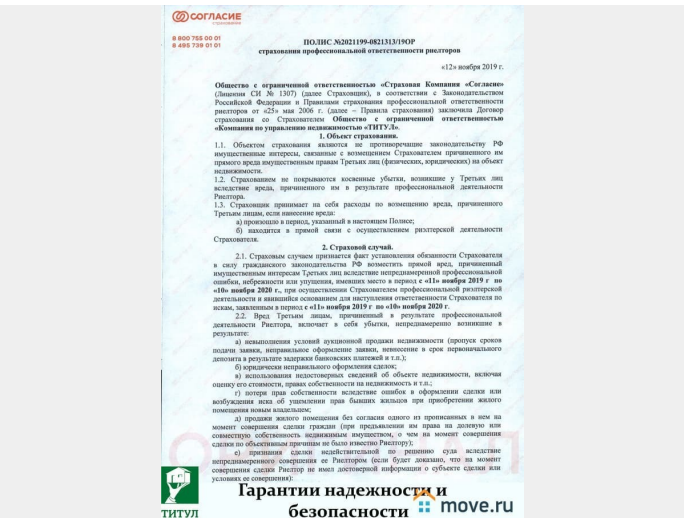 СОГЛАСИЕ
СТРАХОВАНИЕ
8 800 755 00 01
8 495 739 01 01
ПОЛИС №2021199-0821313/19ОР
страхования профессиональной ответственности риелторов
«12» ноября 2019 г.
Общество с ограниченной ответственностью «Страховая Компания «Согласие»
(Лицензия СИ № 1307) (далее Страховщик), в соответствии с Законодательством
Российской Федерации и Правилами страхования профессиональной ответственности
риелторов от «25» мая 2006 г. (далее – Правила страхования) заключила Договор
страхования со Страхователем Общество с ограниченной ответственностью
«Компания по управлению недвижимостью «ТИТУЛ».
1. Объект страхования.
1.1. Объектом страхования являются не противоречащие законодательству РФ
имущественные интересы, связанные с возмещением Страхователем причиненного им
прямого вреда имущественным правам Третьих лиц (физических, юридических) на объект
недвижимости.
1.2. Страхованием не покрываются косвенные убытки, возникшие у Третьих лиц
вследствие вреда, причиненного им в результате профессиональной деятельности
Риелтора.
1.3. Страховщик принимает на себя расходы по возмещению вреда, причиненного
Третьим лицам, если нанесение вреда:
а) произошло в период, указанный в настоящем Полисе;
б) находится в прямой связи с осуществлением риэлтерской деятельности
Страхователя.
2. Страховой случай.
2.1. Страховым случаем признается факт установления обязанности Страхователя
в силу гражданского законодательства РФ возместить прямой вред, причиненный
имущественным интересам Третьих лиц вследствие непреднамеренной профессиональной
ошибки, небрежности или упущения, имевших место в период с «11» ноября 2019 г по
«10» ноября 2020 г., при осуществлении Страхователем профессиональной риэлтерской
деятельности и явившийся основанием для наступления ответственности Страхователя по
искам, заявленным в период с «11» ноября 2019 г по «10» ноября 2020 г.
2.2. Вред Третьим лицам, причиненный в результате профессиональной
деятельности Риелтора, включает в себя убытки, непреднамеренно возникшие в
результате:
а) невыполнения условий аукционной продажи недвижимости (пропуск сроков
подачи заявки, неправильное оформление заявки, невнесение в срок первоначального
депозита в результате задержки банковских платежей и т.п.);
б) юридически неправильного оформления сделок;
в) использования недостоверных сведений об объекте недвижимости, включая
оценку его стоимости, правах собственности на недвижимость и т.п.;
г) потери прав собственности вследствие ошибки в оформлении сделки или
возбуждения иска об ущемлении прав бывших жильцов при приобретении жилого
помещения новым владельцем;
д) продажи жилого помещения без согласия одного из прописанных в нем на
момент совершения сделки граждан (при предъявлении им права на долевую или
совместную собственность недвижимым имуществом, о чем на момент совершения
сделки по объективным причинам не было известно Риелтору);
е) признания сделки недействительной по решению суда вследствие
непреднамеренного совершения ее Риелтором (если будет доказано, что на момент
совершения сделки Риелтор не имел достоверной информации о субъекте сделки или
условиях ее совершения);
ТИТУЛ
Гарантии надежности и
безопасности
move.ru